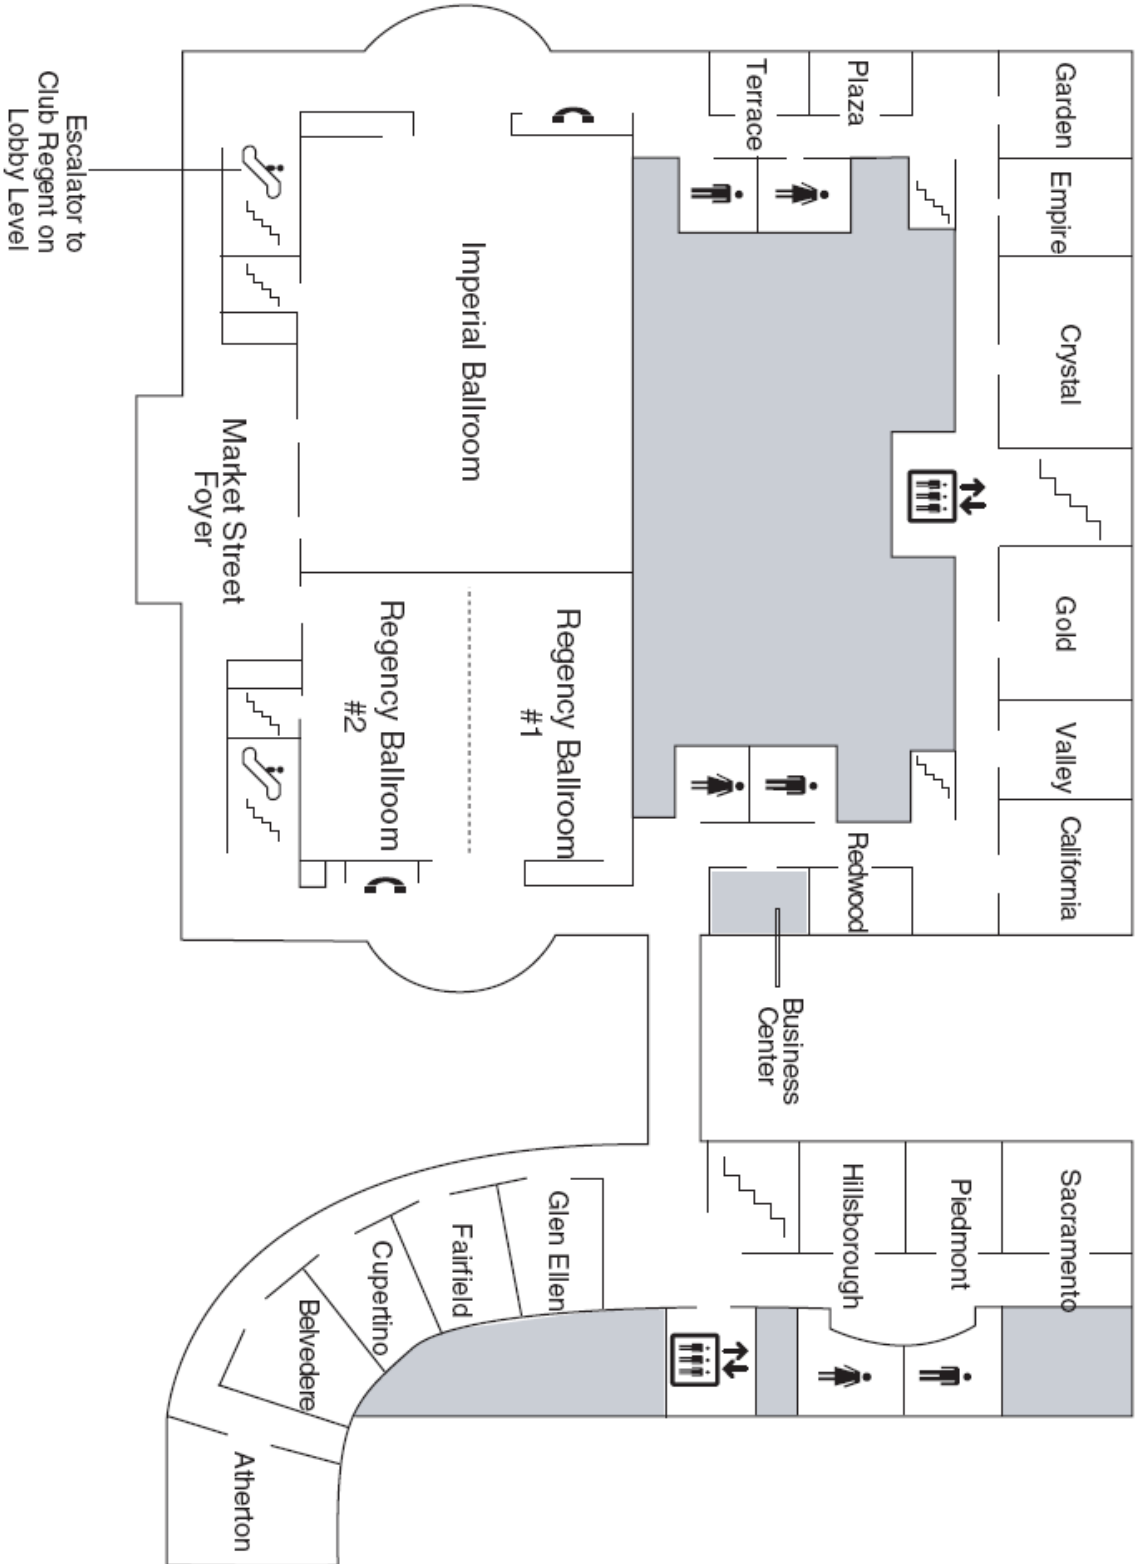 Garden
Empire
Crystal
Gold
Valley
California
Sacramento
Plaza
Terrace
Redwood
Business
Center
Piedmont
Hillsborough
Imperial Ballroom
Regency Ballroom
#1
Regency Ballroom
#2
Market Street
Foyer
Escalator to
Club Regent on
Lobby Level
Glen Ellen
Fairfield
Cupertino
Belvedere
Atherton